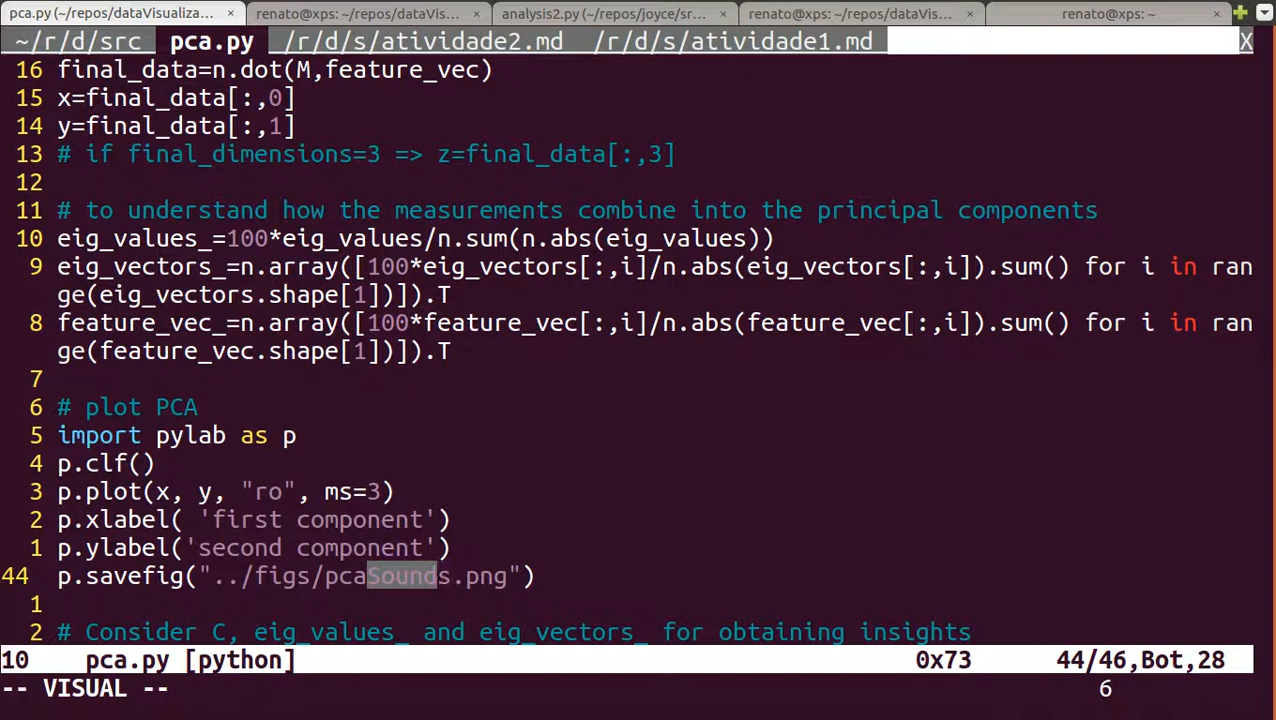 pca.py (~/repos/dataVisualiza... × renato@xps: ~/repos/dataVis... × analysis2.py (~/repos/joyce/sr... × renato@xps: ~/repos/dataVis... × renato@xps: ~ ×
~/r/d/src pca.py /r/d/s/atividade2.md /r/d/s/atividade1.md X
16 final_data=n.dot(M,feature_vec)
15 x=final_data[:,0]
14 y=final_data[:,1]
13 # if final_dimensions=3 => z=final_data[:,3]
12
11 # to understand how the measurements combine into the principal components
10 eig_values_=100*eig_values/n.sum(n.abs(eig_values))
9 eig_vectors_=n.array([100*eig_vectors[:,i]/n.abs(eig_vectors[:,i]).sum() for i in ran
ge(eig_vectors.shape[1])]).T
8 feature_vec_=n.array([100*feature_vec[:,i]/n.abs(feature_vec[:,i]).sum() for i in ran
ge(feature_vec.shape[1])]).T
7
6 # plot PCA
5 import pylab as p
4 p.clf()
3 p.plot(x, y, "ro", ms=3)
2 p.xlabel( 'first component')
1 p.ylabel('second component')
44 p.savefig("../figs/pcaSounds.png")
1
2 # Consider C, eig_values_ and eig_vectors_ for obtaining insights
10 pca.py [python] 0x73 44/46,Bot,28
-- VISUAL -- 6